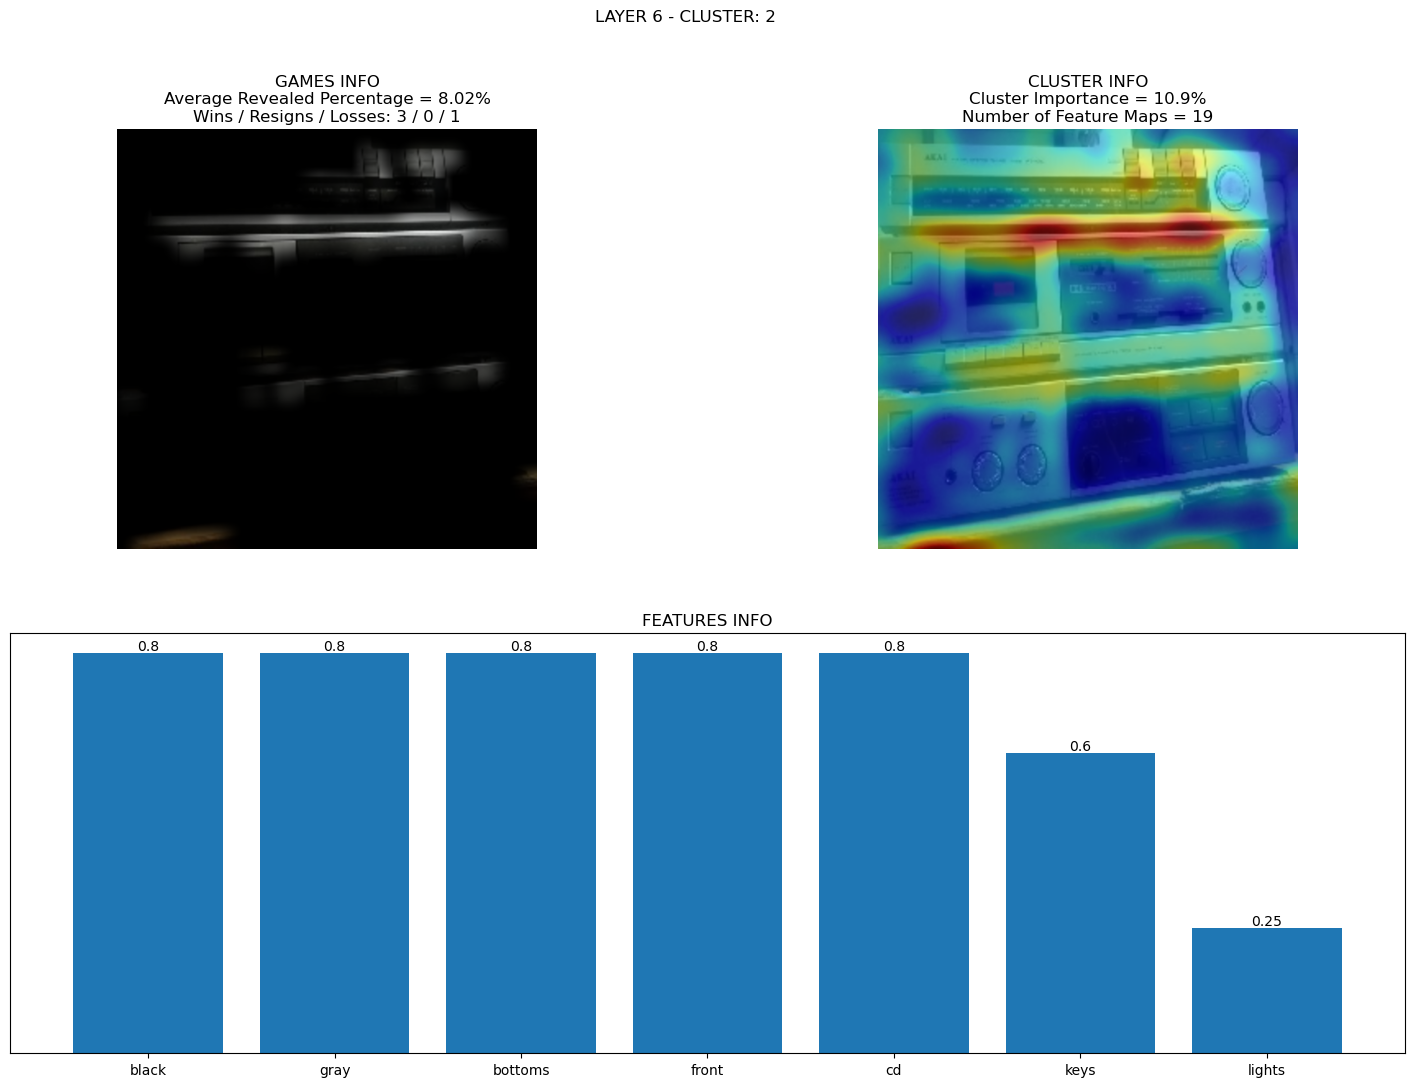 LAYER 6 - CLUSTER: 2
GAMES INFO
Average Revealed Percentage = 8.02%
Wins / Resigns / Losses: 3 / 0 / 1
CLUSTER INFO
Cluster Importance = 10.9%
Number of Feature Maps = 19
AKAI
FEATURES INFO
0.8
0.8
0.8
0.8
0.8
0.6
0.25
black
gray
bottoms
front
cd
keys
lights